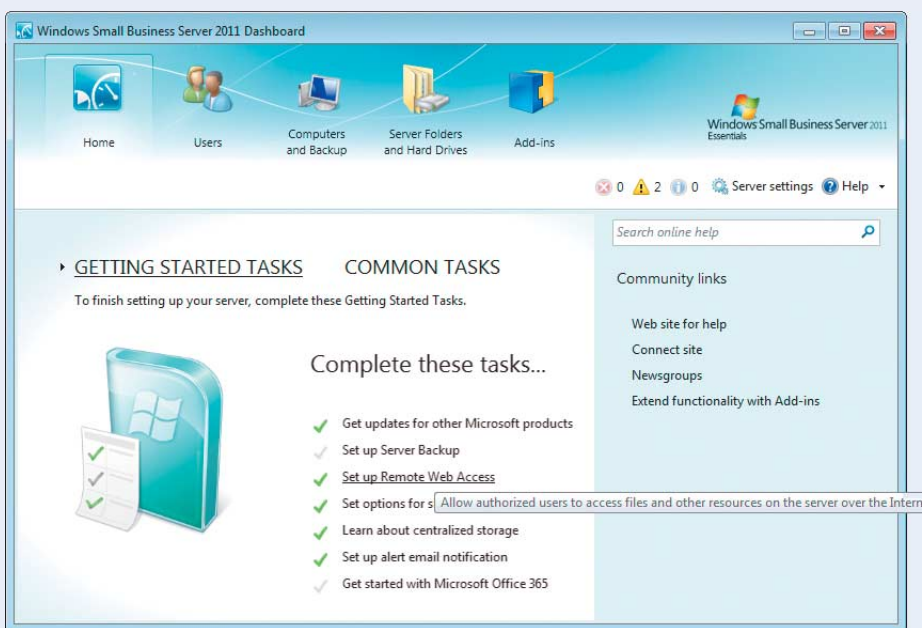 Windows Small Business Server 2011 Dashboard
Home
Users
Computers and Backup
Server Folders and Hard Drives
Add-ins
Windows Small Business Server 2011
Essentials
0 2 0 Server settings Help
Search online help
GETTING STARTED TASKS COMMON TASKS
To finish setting up your server, complete these Getting Started Tasks.
Community links
Web site for help
Connect site
Newsgroups
Extend functionality with Add-ins
Complete these tasks...
Get updates for other Microsoft products
Set up Server Backup
Set up Remote Web Access
Set options for s
Allow authorized users to access files and other resources on the server over the Intern
Learn about centralized storage
Set up alert email notification
Get started with Microsoft Office 365